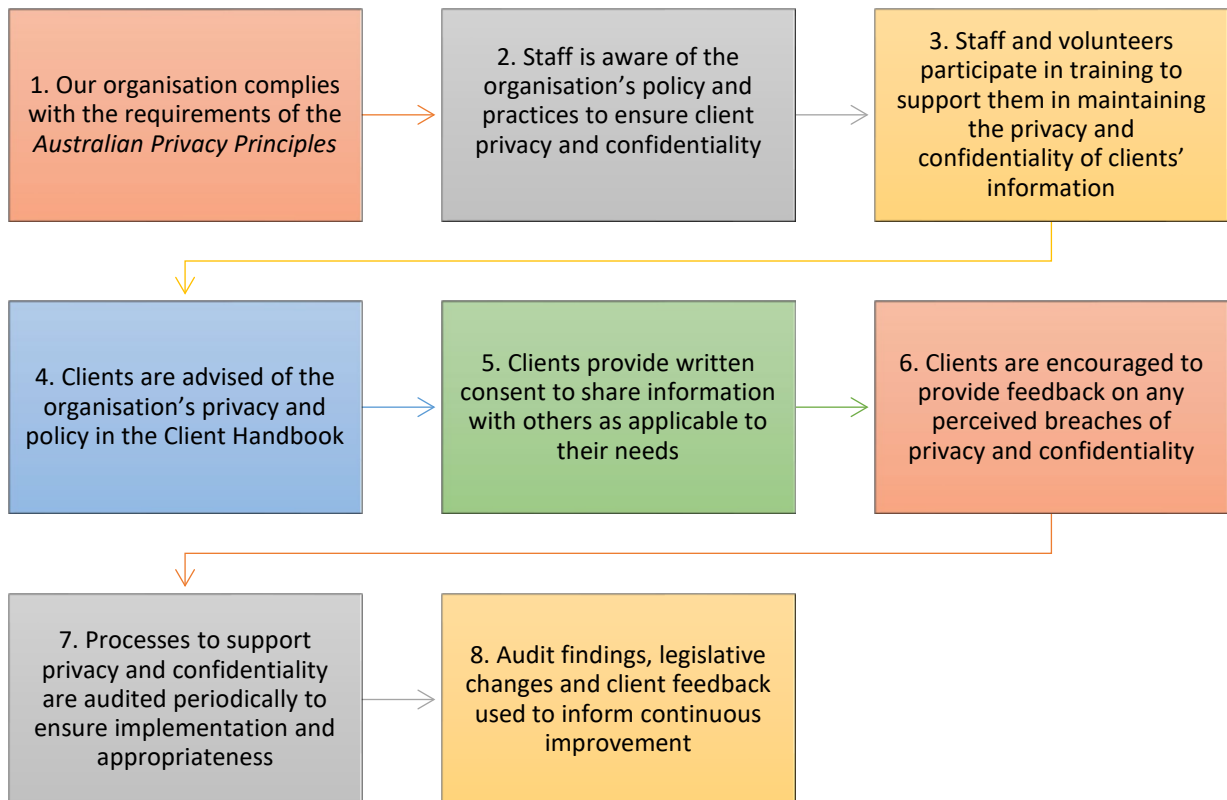 1. Our organisation complies
with the requirements of the
Australian Privacy Principles
2. Staff is aware of the
organisation’s policy and
practices to ensure client
privacy and confidentiality
3. Staff and volunteers
participate in training to
support them in maintaining
the privacy and
confidentiality of clients’
information
4. Clients are advised of the
organisation’s privacy and
policy in the Client Handbook
5. Clients provide written
consent to share information
with others as applicable to
their needs
6. Clients are encouraged to
provide feedback on any
perceived breaches of
privacy and confidentiality
7. Processes to support
privacy and confidentiality
are audited periodically to
ensure implementation and
appropriateness
8. Audit findings, legislative
changes and client feedback
used to inform continuous
improvement